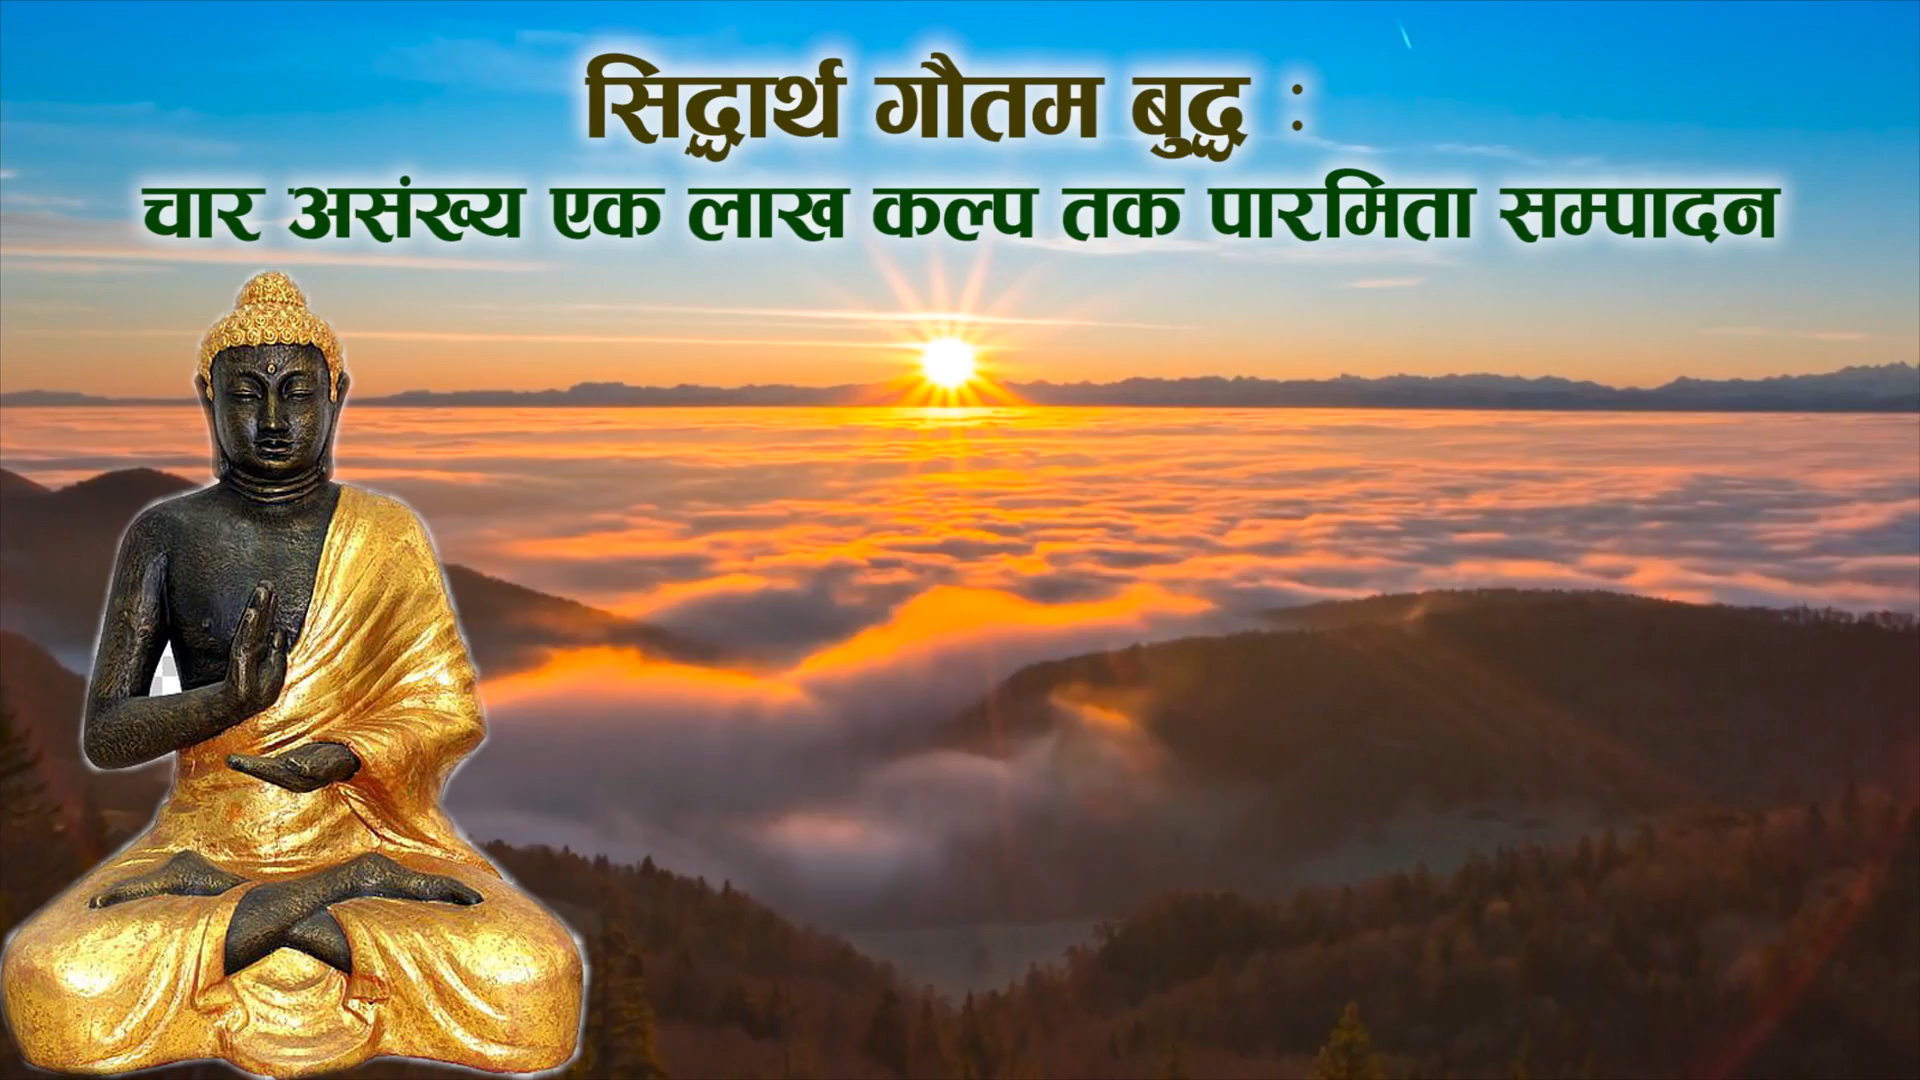 सिद्धार्थ गौतम बुद्ध :
चार असंख्य एक लाख कल्प तक पारमिता सम्पादन